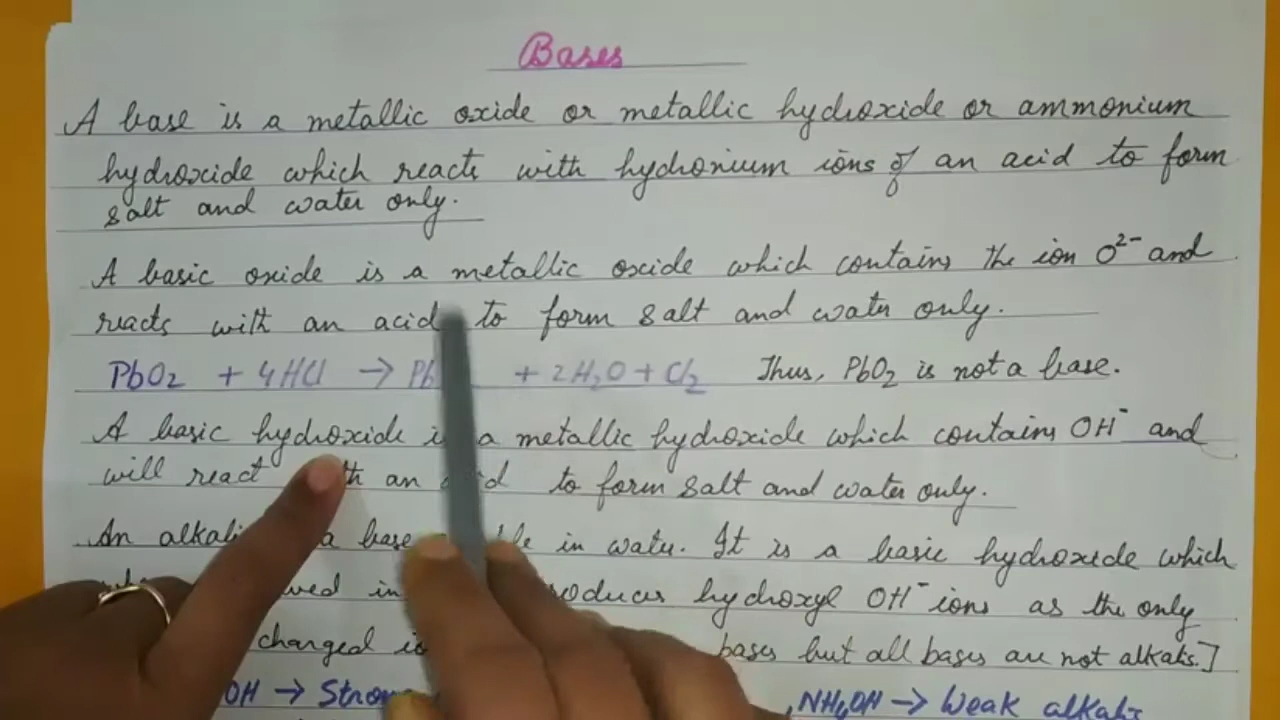 Bases
A base is a metallic oxide or metallic hydroxide or ammonium
hydroxide which reacts with hydronium ions of an acid to form
salt and water only.
A basic oxide is a metallic oxide which contains the ion O²⁻ and
reacts with an acid to form salt and water only.
PbO₂ + 4HCl → Pb + 2H₂O + Cl₂ Thus, PbO₂ is not a base.
A basic hydroxide is a metallic hydroxide which contains OH⁻ and
will react an to form salt and water only.
An alkali a base in water. It is a basic hydroxide which
hydroxyl OH⁻ ions as the only
charged bases but all bases are not alkalis.]
OH → NH₄OH → Weak alkalis